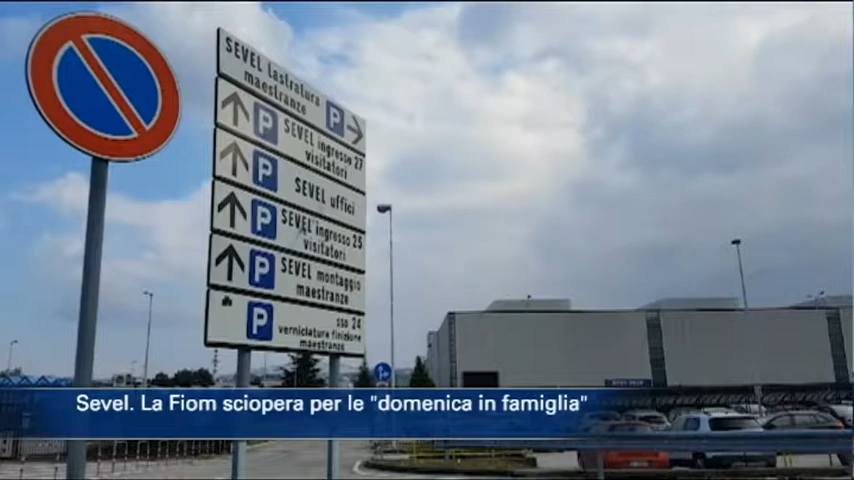 SEVEL lastratura
maestranze P
P SEVEL ingresso 27
visitatori
P SEVEL uffici
P SEVEL ingresso 25
visitatori
P SEVEL montaggio
maestranze
P sso 24
verniciatura finizione
maestranze
Sevel. La Fiom sciopera per le "domenica in famiglia"